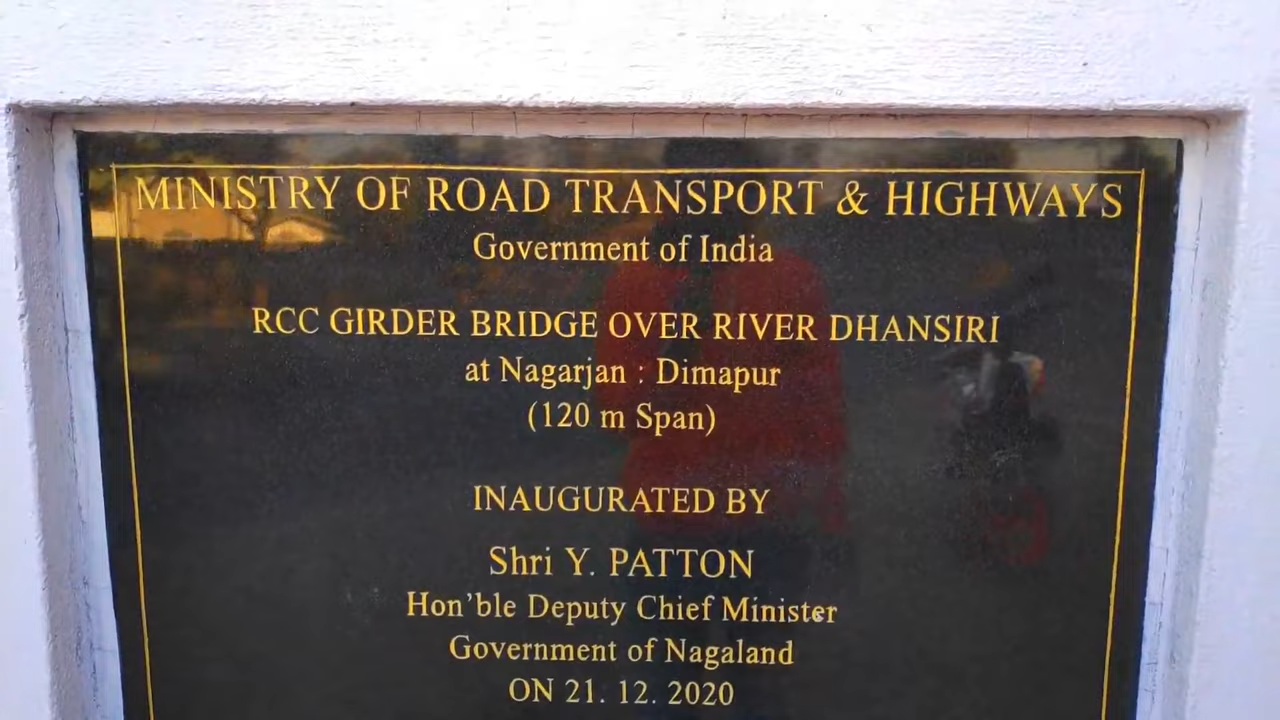 MINISTRY OF ROAD TRANSPORT & HIGHWAYS
Government of India
RCC GIRDER BRIDGE OVER RIVER DHANSIRI
at Nagarjan : Dimapur
(120 m Span)
INAUGURATED BY
Shri Y. PATTON
Hon'ble Deputy Chief Minister
Government of Nagaland
ON 21. 12. 2020